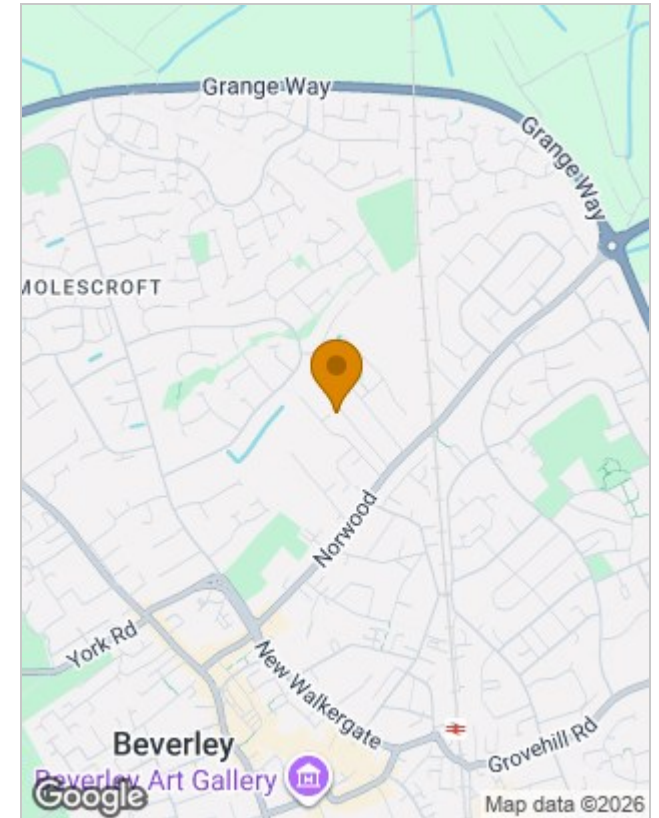 Grange Way
Grange Way
MOLESCROFT
Norwood
York Rd
New Walkergate
Beverley
Grovehill Rd
Beverley Art Gallery
Google
Map data ©2026